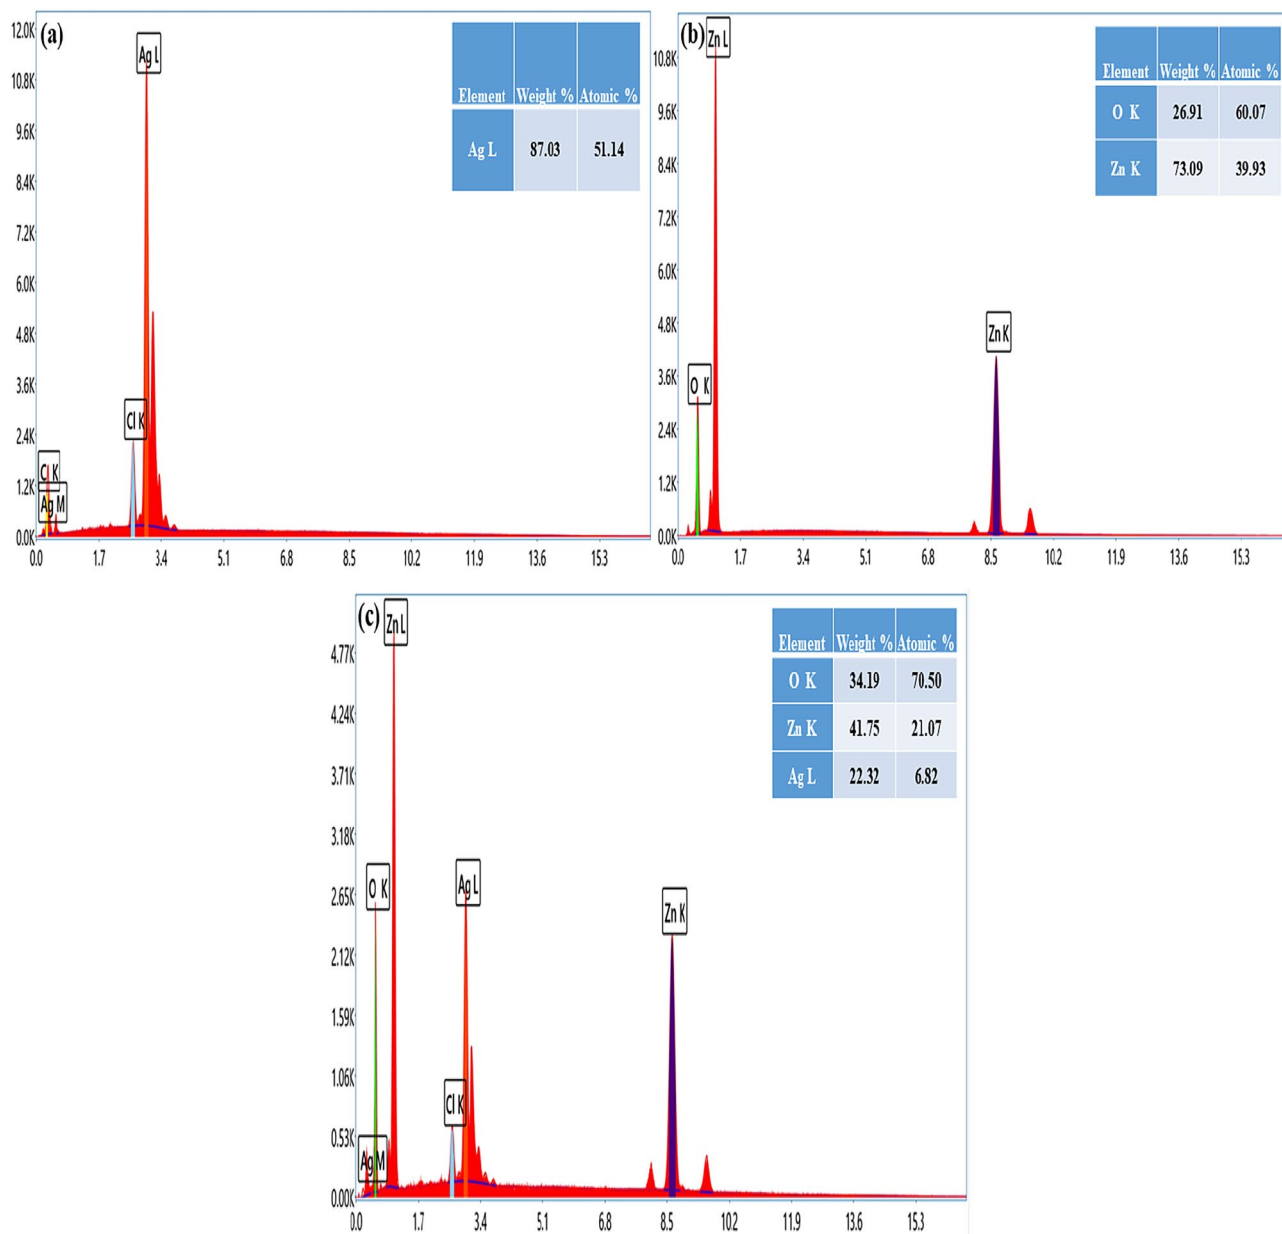 (a)
12.0K
10.8K
9.6K
8.4K
7.2K
6.0K
4.8K
3.6K
2.4K
1.2K
0.0K
Ag L
Cl K
C K
Ag M
0.0 1.7 3.4 5.1 6.8 8.5 10.2 11.9 13.6 15.3
Element Weight % Atomic %
Ag L 87.03 51.14
(b)
10.8K
9.6K
8.4K
7.2K
6.0K
4.8K
3.6K
2.4K
1.2K
0.0K
Zn L
O K
Zn K
0.0 1.7 3.4 5.1 6.8 8.5 10.2 11.9 13.6 15.3
Element Weight % Atomic %
O K 26.91 60.07
Zn K 73.09 39.93
(c)
4.77K
4.24K
3.71K
3.18K
2.65K
2.12K
1.59K
1.06K
0.53K
0.00K
Zn L
O K
Ag L
Zn K
Cl K
Ag M
0.0 1.7 3.4 5.1 6.8 8.5 10.2 11.9 13.6 15.3
Element Weight % Atomic %
O K 34.19 70.50
Zn K 41.75 21.07
Ag L 22.32 6.82